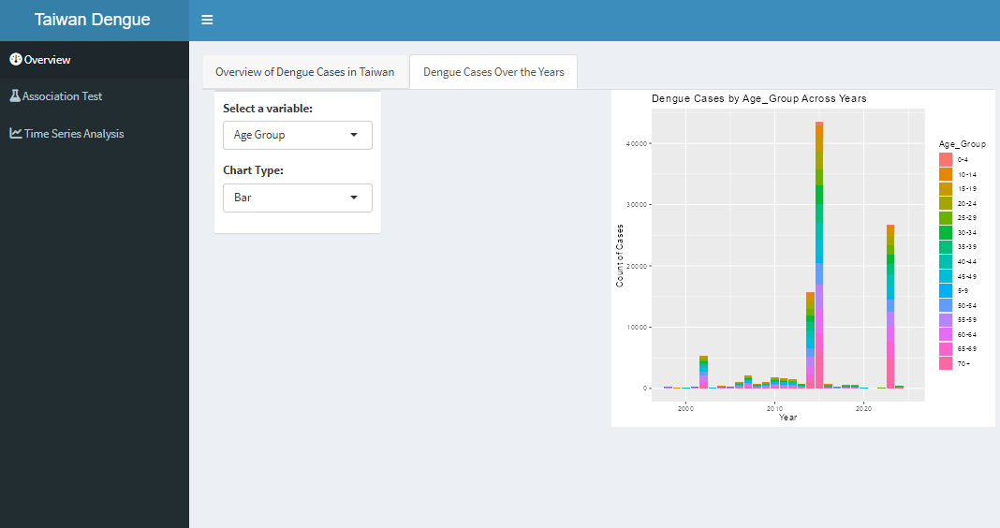 Taiwan Dengue
Overview
Association Test
Time Series Analysis
Overview of Dengue Cases in Taiwan
Dengue Cases Over the Years
Select a variable:
Age Group
Chart Type:
Bar
Dengue Cases by Age_Group Across Years
Count of Cases
40000
30000
20000
10000
0
2000
2010
2020
Year
Age_Group
0-4
10-14
15-19
20-24
25-29
30-34
35-39
40-44
45-49
5-9
50-54
55-59
60-64
65-69
70+